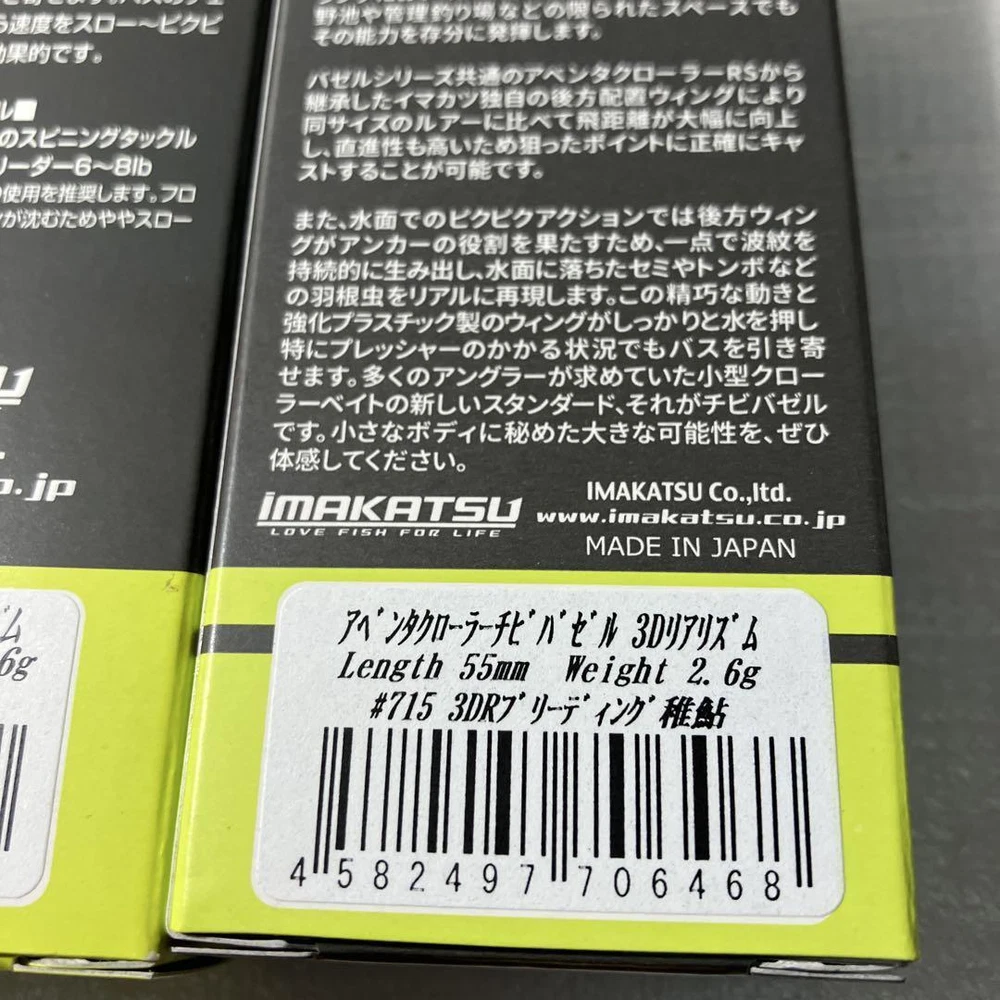 ら速度をスロー～ピクピ
効果的です。
ル■
のスピニングタックル
リーダー6～8lb
の使用を推奨します。フロ
が沈むためややスロー
.jp
ズム
.6g
野池や管理釣り場などの限られたスペースでも
その能力を存分に発揮します。
バゼルシリーズ共通のアベンタクローラーRSから
継承したイマカツ独自の後方配置ウィングにより
同サイズのルアーに比べて飛距離が大幅に向上
し、直進性も高いため狙ったポイントに正確にキャ
ストすることが可能です。
また、水面でのピクピクアクションでは後方ウィン
グがアンカーの役割を果たすため、一点で波紋を
持続的に生み出し、水面に落ちたセミやトンボなど
の羽根虫をリアルに再現します。この精巧な動きと
強化プラスチック製のウィングがしっかりと水を押し
特にプレッシャーのかかる状況でもバスを引き寄
せます。多くのアングラーが求めていた小型クロー
ラーベイトの新しいスタンダード、それがチビバゼル
です。小さなボディに秘めた大きな可能性を、ぜひ
体感してください。
IMAKATSU
LOVE FISH FOR LIFE
IMAKATSU Co.,ltd.
www.imakatsu.co.jp
MADE IN JAPAN
ｱﾍﾞﾝﾀｸﾛｰﾗｰﾁﾋﾞﾊﾞｾﾞﾙ 3Dﾘｱﾘｽﾞﾑ
Length 55mm Weight 2.6g
#715 3DRﾌﾞﾘｰﾃﾞｨﾝｸﾞ稚鮎
4 582497 706468